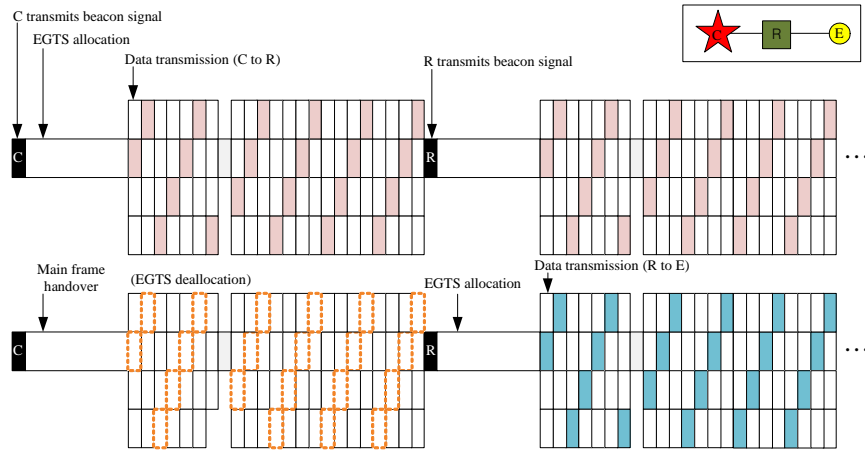 C transmits beacon signal
EGTS allocation
Data transmission (C to R)
R transmits beacon signal
C
R
E
C
R
...
Main frame
handover
(EGTS deallocation)
EGTS allocation
Data transmission (R to E)
C
R
...